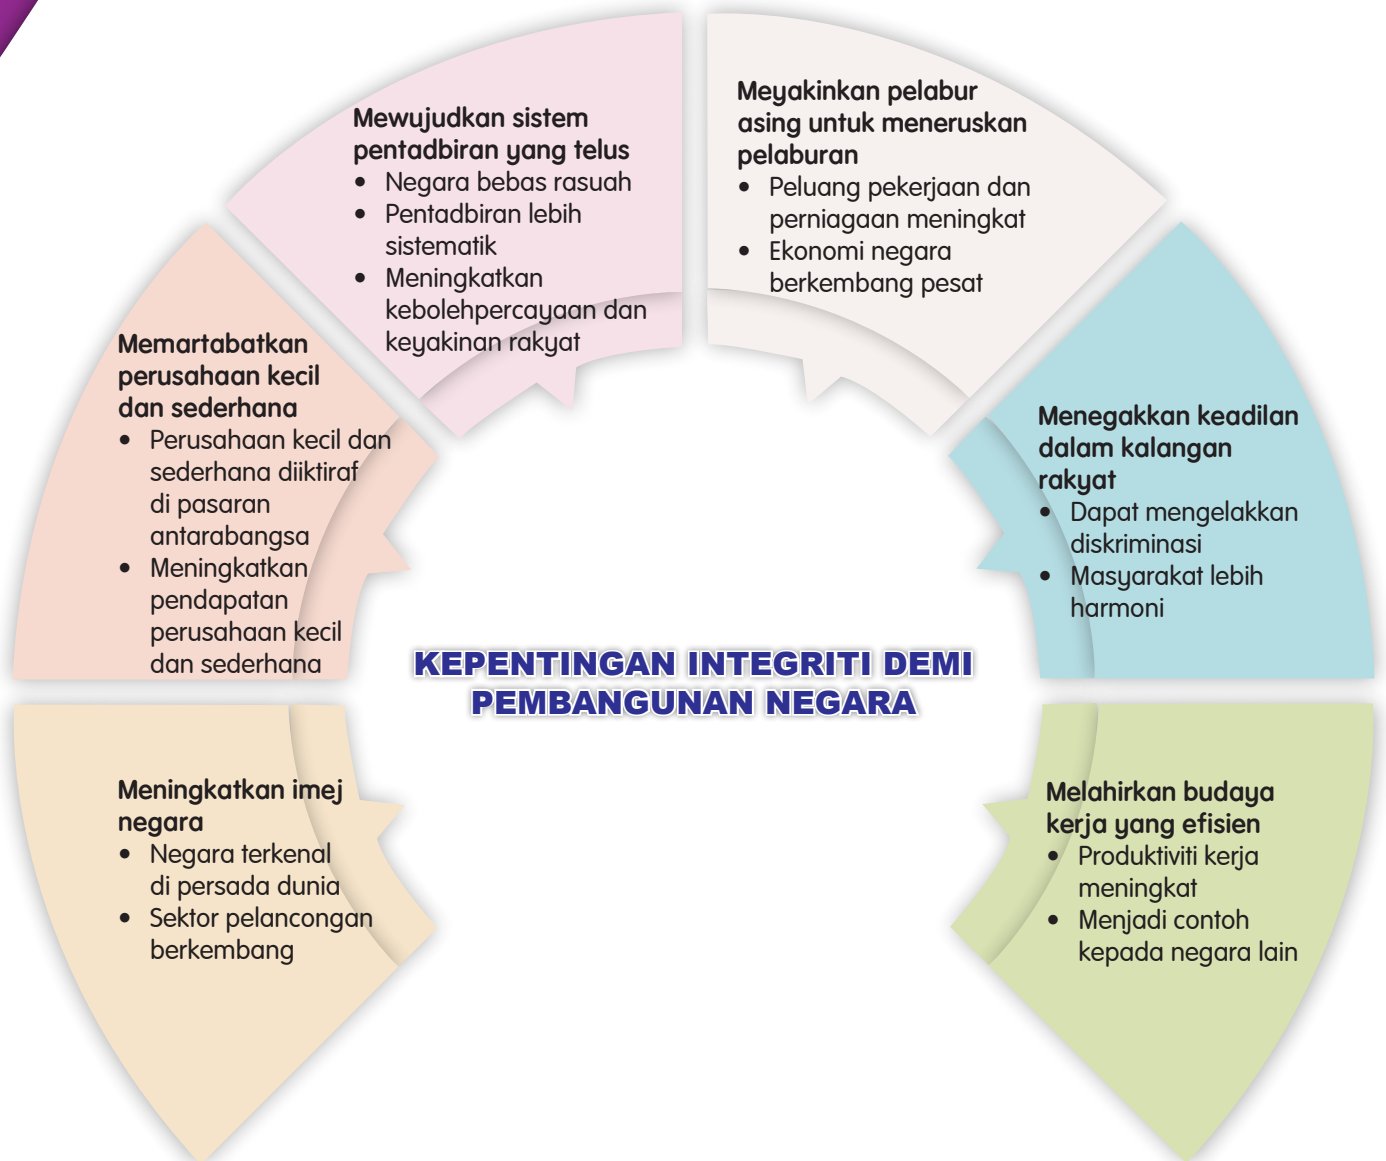 Mewujudkan sistem
pentadbiran yang telus
• Negara bebas rasuah
• Pentadbiran lebih
sistematik
• Meningkatkan
kebolehpercayaan dan
keyakinan rakyat
Meyakinkan pelabur
asing untuk meneruskan
pelaburan
• Peluang pekerjaan dan
perniagaan meningkat
• Ekonomi negara
berkembang pesat
Memartabatkan
perusahaan kecil
dan sederhana
• Perusahaan kecil dan
sederhana diiktiraf
di pasaran
antarabangsa
• Meningkatkan
pendapatan
perusahaan kecil
dan sederhana
Menegakkan keadilan
dalam kalangan
rakyat
• Dapat mengelakkan
diskriminasi
• Masyarakat lebih
harmoni
KEPENTINGAN INTEGRITI DEMI
PEMBANGUNAN NEGARA
Meningkatkan imej
negara
• Negara terkenal
di persada dunia
• Sektor pelancongan
berkembang
Melahirkan budaya
kerja yang efisien
• Produktiviti kerja
meningkat
• Menjadi contoh
kepada negara lain